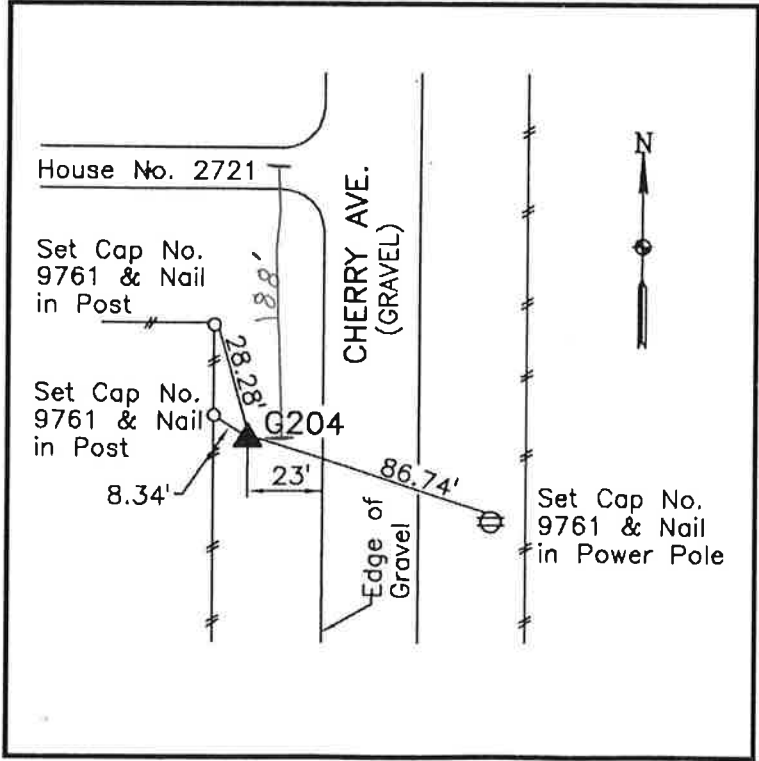 N
House No. 2721
CHERRY AVE.
(GRAVEL)
188'
Set Cap No.
9761 & Nail
in Post
28.28'
Set Cap No.
9761 & Nail
in Post
G204
8.34'
23'
86.74'
Set Cap No.
9761 & Nail
in Power Pole
Edge of
Gravel